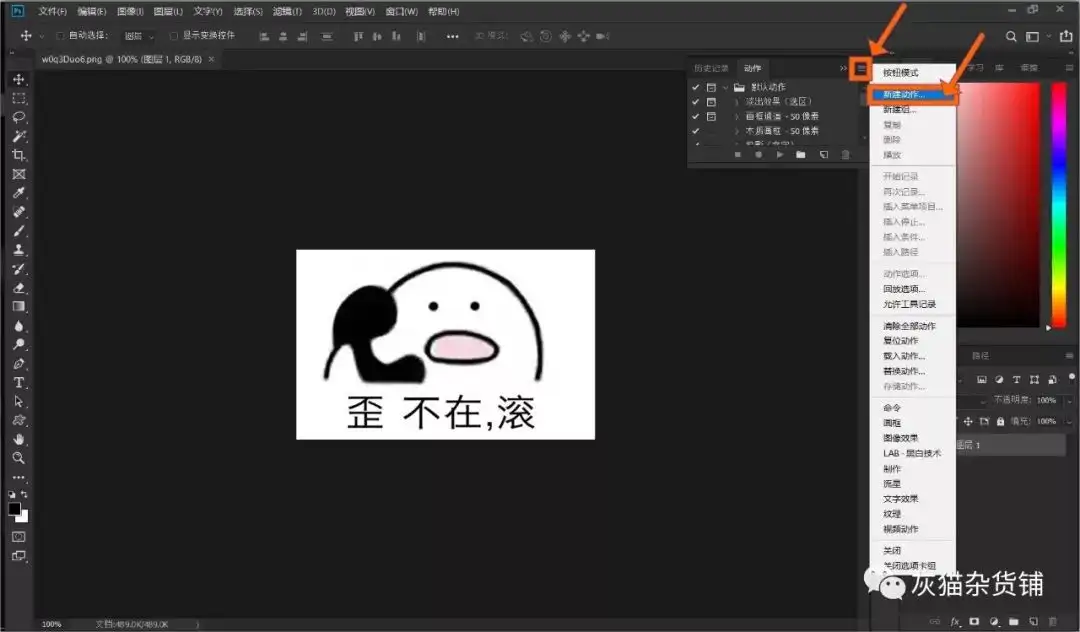 Ps 文件(F) 编辑(E) 图像(I) 图层(L) 文字(Y) 选择(S) 滤镜(T) 3D(D) 视图(V) 窗口(W) 帮助(H)
自动选择: 图层 显示变换控件 ••• 3D 模式:
w0q3Duo6.png @ 100% (图层 1, RGB/8) ×
历史记录 动作
默认动作
淡出效果（选区）
画框通道 - 50 像素
木质画框 - 50 像素
按钮模式
新建动作...
新建组...
复制
删除
播放
开始记录
再次记录...
插入菜单项目...
插入停止...
插入条件...
插入路径
动作选项...
回放选项...
允许工具记录
清除全部动作
复位动作
载入动作...
替换动作...
存储动作...
命令
画框
图像效果
LAB - 黑白技术
制作
流星
文字效果
纹理
视频动作
关闭
关闭选项卡组
学习 库
路径
不透明度: 100%
填充: 100%
图层 1
歪 不在,滚
灰猫杂货铺
100% 文档:489.0K/489.0K